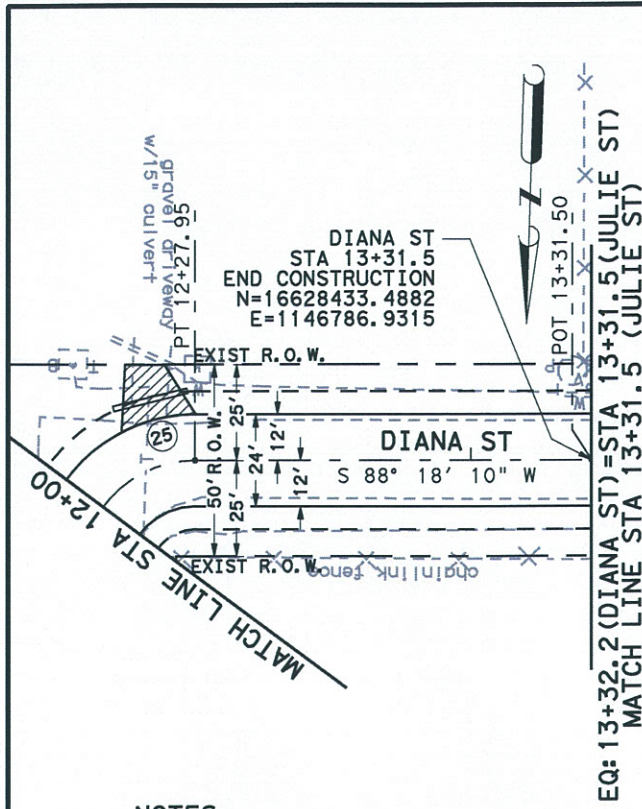 gravel driveway
w/15" culvert
PT 12+27.95
DIANA ST
STA 13+31.5
END CONSTRUCTION
N=16628433.4882
E=1146786.9315
N
POT 13+31.50
EXIST R.O.W.
25
50' R.O.W.
25'
25'
24'
12'
12'
DIANA ST
S 88° 18' 10" W
EXIST R.O.W.
chainlink fence
MATCH LINE STA 12+00
EQ: 13+32.2 (DIANA ST)=STA 13+31.5 (JULIE ST)
MATCH LINE STA 13+31.5 (JULIE ST)
NOTES